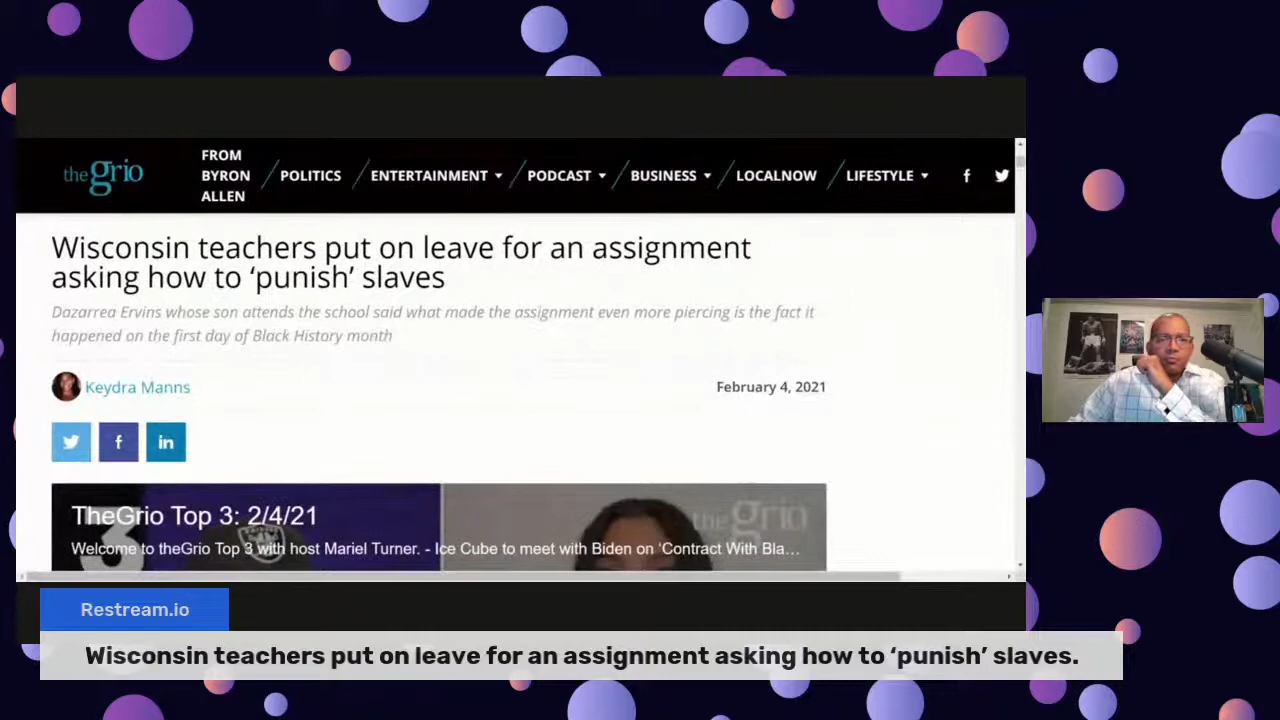 the grio
FROM
BYRON
ALLEN
POLITICS
ENTERTAINMENT
PODCAST
BUSINESS
LOCALNOW
LIFESTYLE
Wisconsin teachers put on leave for an assignment
asking how to ‘punish’ slaves
Dazarrea Ervins whose son attends the school said what made the assignment even more piercing is the fact it
happened on the first day of Black History month
Keydra Manns
February 4, 2021
TheGrio Top 3: 2/4/21
the grio
Welcome to theGrio Top 3 with host Mariel Turner. - Ice Cube to meet with Biden on ‘Contract With Bla...
Restream.io
Wisconsin teachers put on leave for an assignment asking how to ‘punish’ slaves.